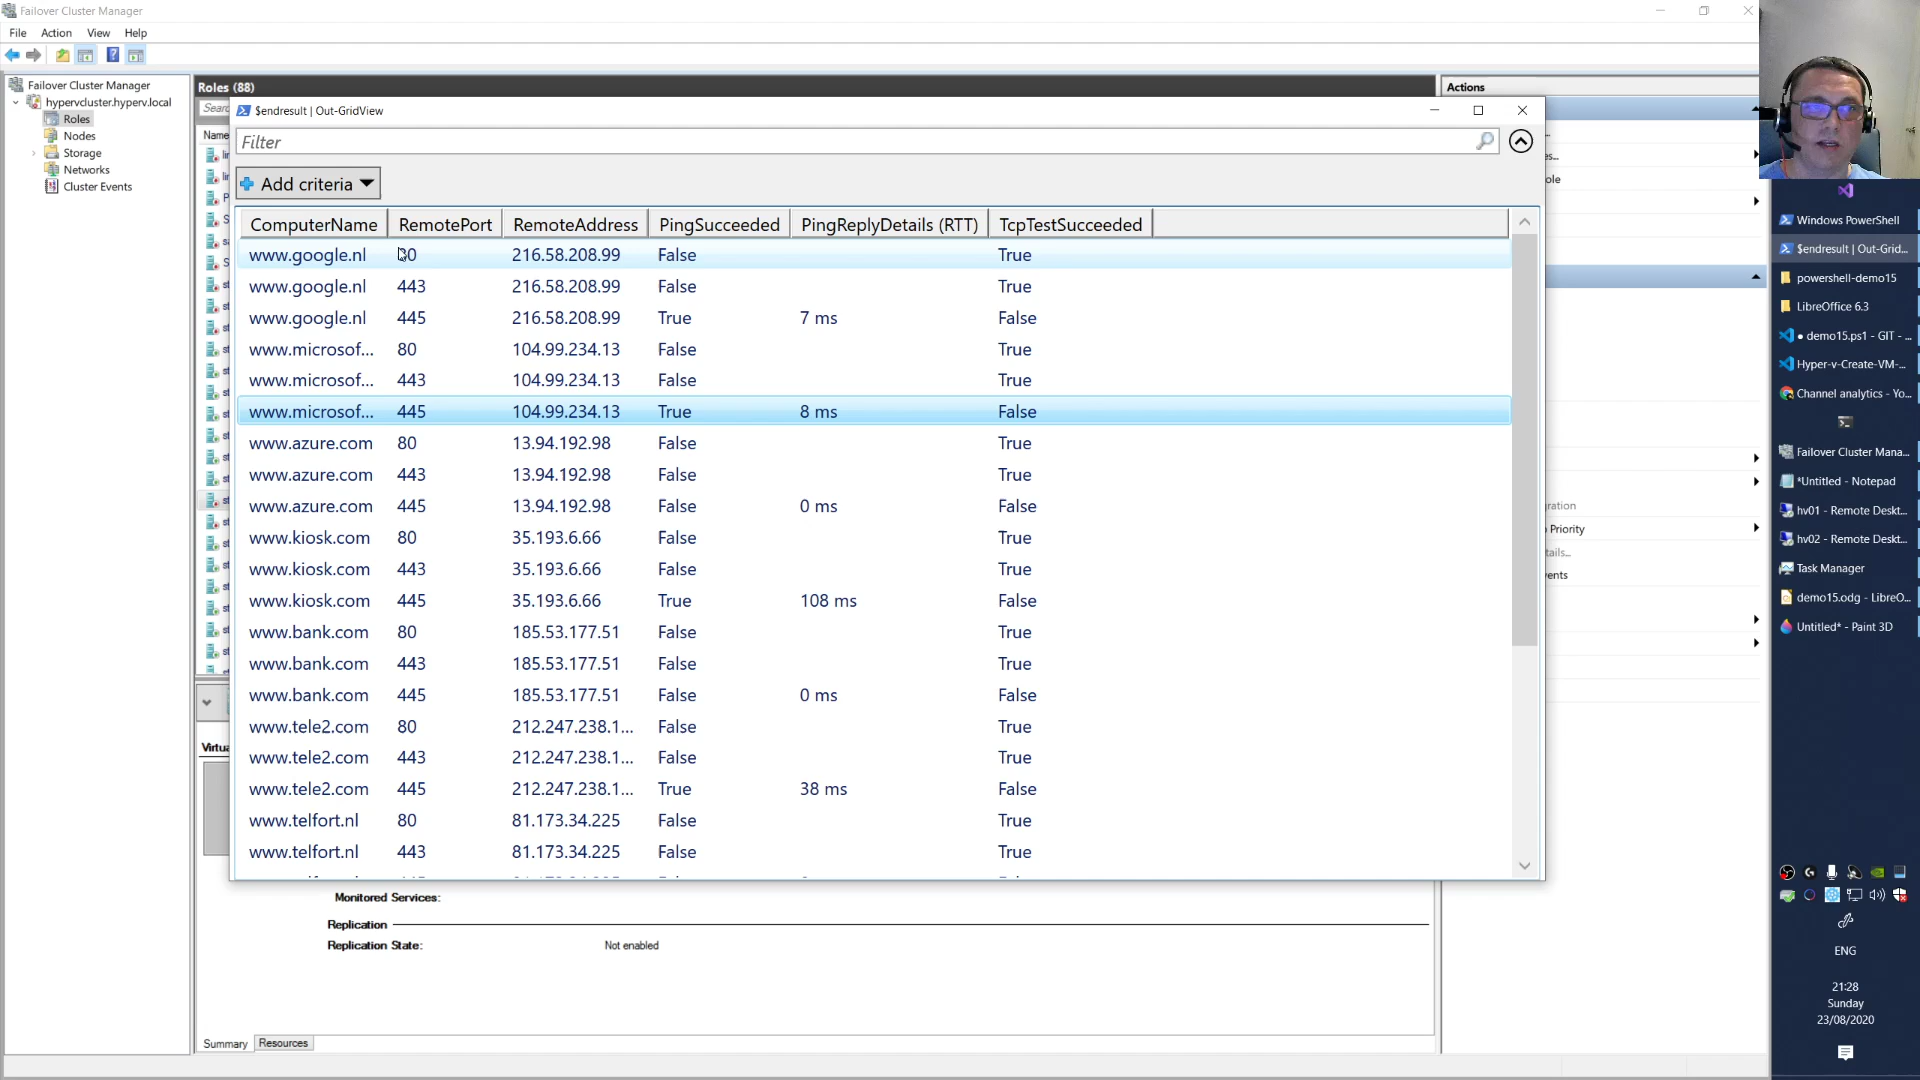 Failover Cluster Manager
File Action View Help
Failover Cluster Manager
hypervcluster.hyperv.local
Roles
Nodes
Storage
Networks
Cluster Events
Roles (88)
Actions
Name
$endresult | Out-GridView
Filter
Add criteria
ComputerName RemotePort RemoteAddress PingSucceeded PingReplyDetails (RTT) TcpTestSucceeded
www.google.nl 80 216.58.208.99 False True
www.google.nl 443 216.58.208.99 False True
www.google.nl 445 216.58.208.99 True 7 ms False
www.microsof... 80 104.99.234.13 False True
www.microsof... 443 104.99.234.13 False True
www.microsof... 445 104.99.234.13 True 8 ms False
www.azure.com 80 13.94.192.98 False True
www.azure.com 443 13.94.192.98 False True
www.azure.com 445 13.94.192.98 False 0 ms False
www.kiosk.com 80 35.193.6.66 False True
www.kiosk.com 443 35.193.6.66 False True
www.kiosk.com 445 35.193.6.66 True 108 ms False
www.bank.com 80 185.53.177.51 False True
www.bank.com 443 185.53.177.51 False True
www.bank.com 445 185.53.177.51 False 0 ms False
www.tele2.com 80 212.247.238.1... False True
www.tele2.com 443 212.247.238.1... False True
www.tele2.com 445 212.247.238.1... True 38 ms False
www.telfort.nl 80 81.173.34.225 False True
www.telfort.nl 443 81.173.34.225 False True
Priority
Monitored Services:
Replication
Replication State: Not enabled
Summary Resources
Windows PowerShell
$endresult | Out-Grid...
powershell-demo15
LibreOffice 6.3
● demo15.ps1 - GIT - ...
Hyper-v-Create-VM-...
Channel analytics - Yo...
Failover Cluster Mana...
*Untitled - Notepad
hv01 - Remote Deskt...
hv02 - Remote Deskt...
Task Manager
demo15.odg - LibreO...
Untitled* - Paint 3D
ENG
21:28
Sunday
23/08/2020